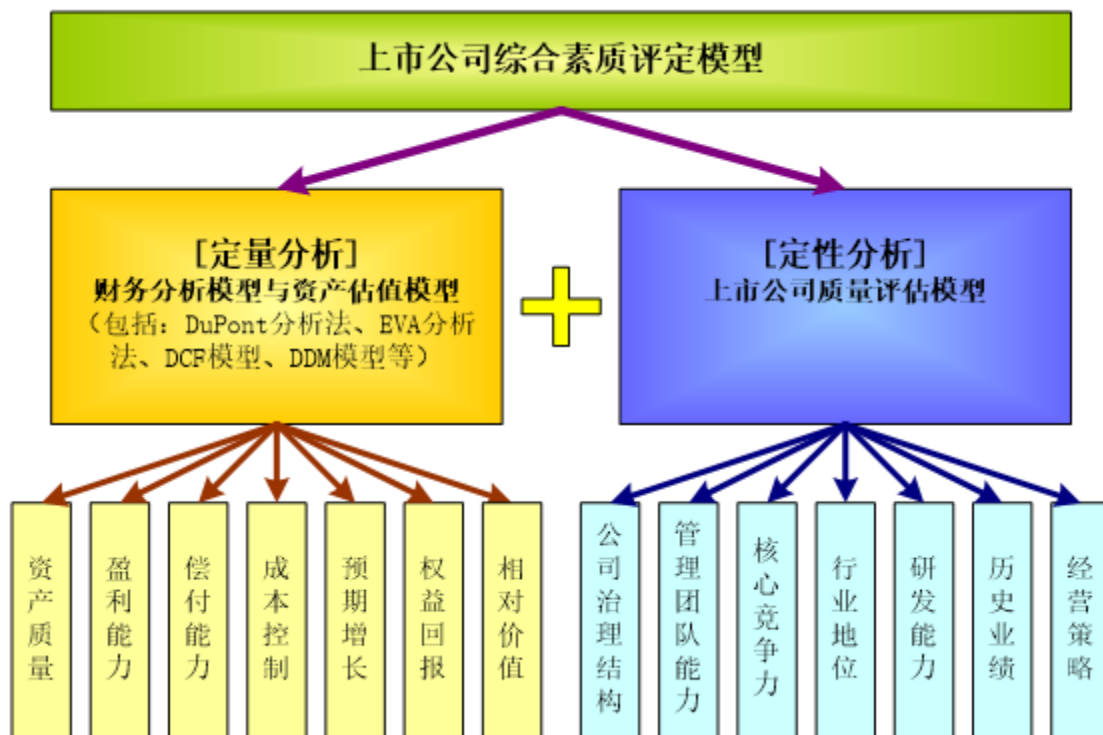 上市公司综合素质评定模型
[定量分析]
财务分析模型与资产估值模型
（包括：DuPont分析法、EVA分析
法、DCF模型、DDM模型等）
[定性分析]
上市公司质量评估模型
资产质量
盈利能力
偿付能力
成本控制
预期增长
权益回报
相对价值
公司治理结构
管理团队能力
核心竞争力
行业地位
研发能力
历史业绩
经营策略